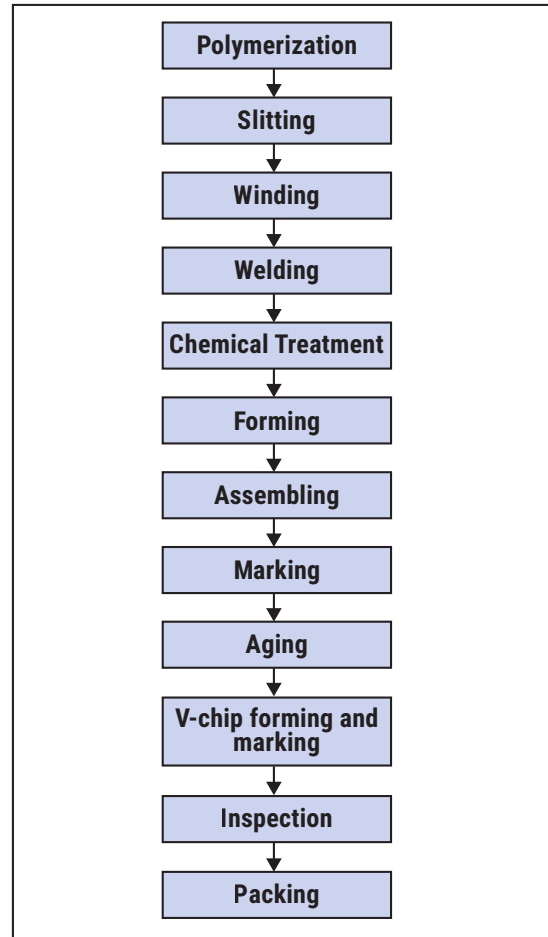 Polymerization
Slitting
Winding
Welding
Chemical Treatment
Forming
Assembling
Marking
Aging
V-chip forming and
marking
Inspection
Packing